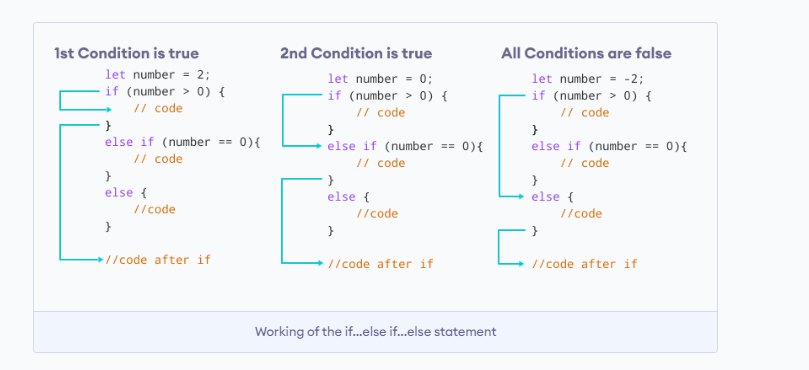 1st Condition is true
let number = 2;
if (number > 0) {
// code
}
else if (number == 0){
// code
}
else {
//code
}
//code after if
2nd Condition is true
let number = 0;
if (number > 0) {
// code
}
else if (number == 0){
// code
}
else {
//code
}
//code after if
All Conditions are false
let number = -2;
if (number > 0) {
// code
}
else if (number == 0){
// code
}
else {
//code
}
//code after if
Working of the if...else if...else statement